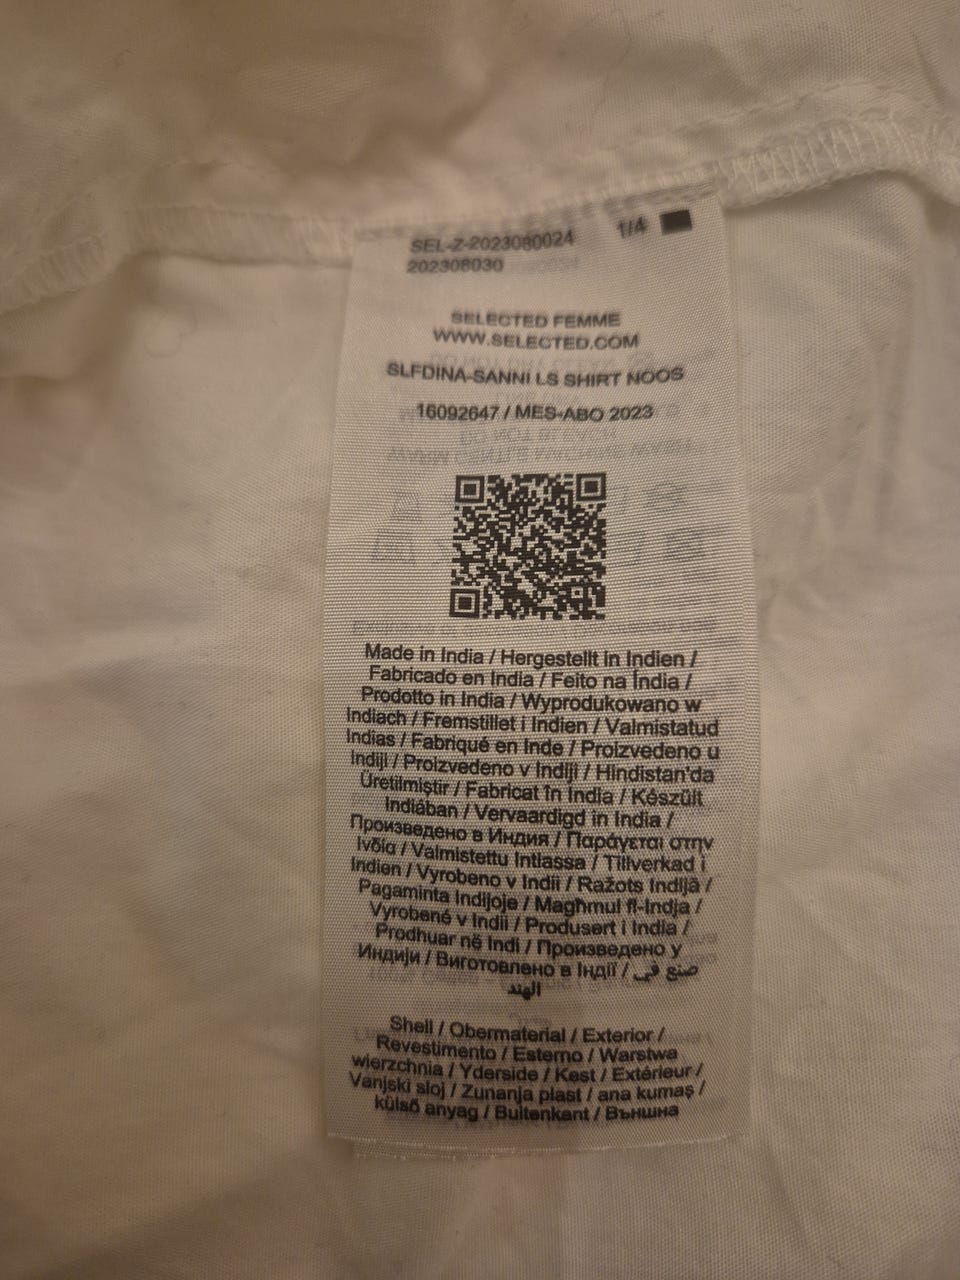 SEL-Z-2023080024 1/4
202308030
SELECTED FEMME
WWW.SELECTED.COM
SLFDINA-SANNI LS SHIRT NOOS
16092647 / MES-ABO 2023
Made in India / Hergestellt in Indien /
Fabricado en India / Feito na Índia /
Prodotto in India / Wyprodukowano w
Indiach / Fremstillet i Indien / Valmistatud
Indias / Fabriqué en Inde / Proizvedeno u
Indiji / Proizvedeno v Indiji / Hindistan'da
Üretilmiştir / Fabricat în India / Készült
Indiában / Vervaardigd in India /
Произведено в Индия / Παράγεται στην
Ινδία / Valmistettu Intiassa / Tillverkad i
Indien / Vyrobeno v Indii / Ražots Indijā /
Pagaminta Indijoje / Magħmul fl-Indja /
Vyrobené v Indii / Produsert i India /
Prodhuar në Indi / Произведено у
Индији / Виготовлено в Індії / صنع في
الهند
Shell / Obermaterial / Exterior /
Revestimento / Esterno / Warstwa
wierzchnia / Yderside / Kest / Extérieur /
Vanjski sloj / Zunanja plast / ana kumaş /
külső anyag / Buitenkant / Външна